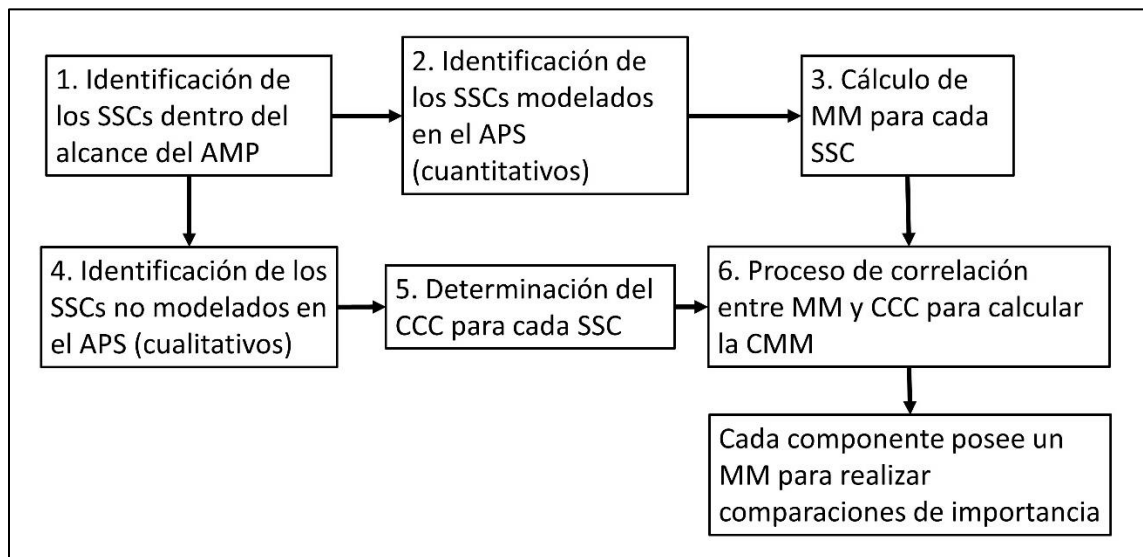 1. Identificación de
los SSCs dentro del
alcance del AMP
2. Identificación de
los SSCs modelados
en el APS
(cuantitativos)
3. Cálculo de
MM para cada
SSC
4. Identificación de los
SSCs no modelados en
el APS (cualitativos)
5. Determinación del
CCC para cada SSC
6. Proceso de correlación
entre MM y CCC para calcular
la CMM
Cada componente posee un
MM para realizar
comparaciones de importancia